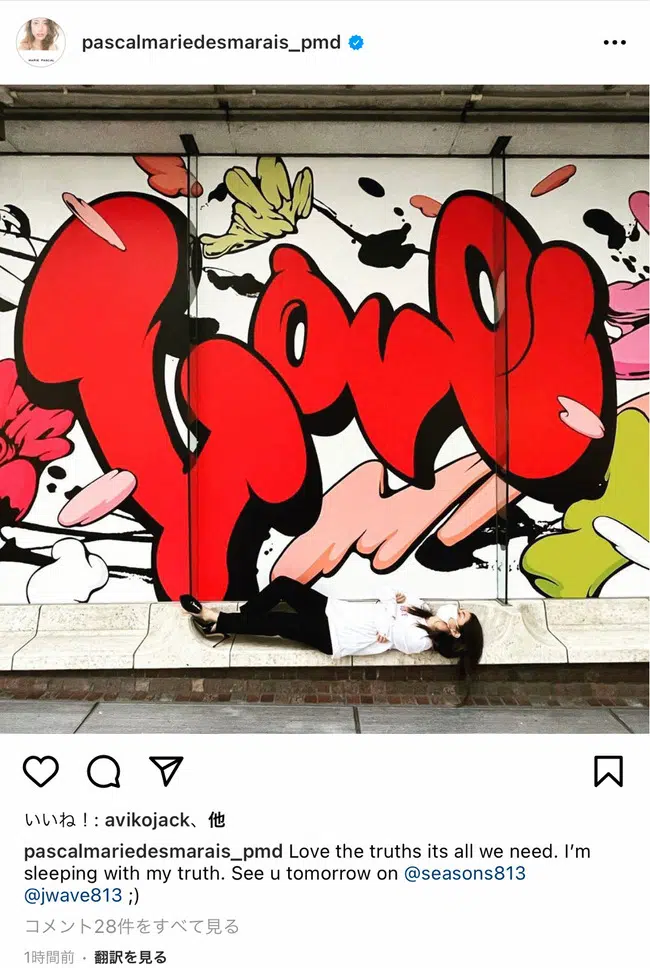 pascalmariedesmarais_pmd
MARIE PASCAL
Love
いいね！: avikojack、他
pascalmariedesmarais_pmd Love the truths its all we need. I’m
sleeping with my truth. See u tomorrow on @seasons813
@jwave813 ;)
コメント28件をすべて見る
1時間前 · 翻訳を見る